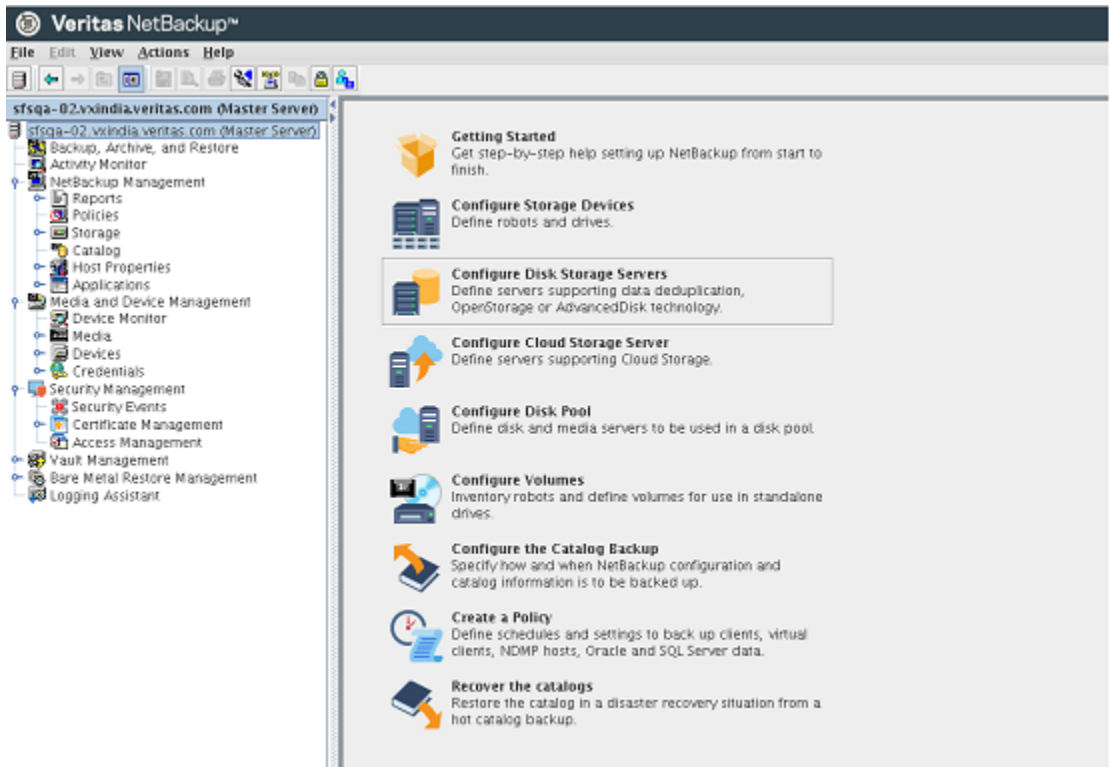 Veritas NetBackup™
File Edit View Actions Help
sfsqa-02.vxindia.veritas.com (Master Server)
sfsqa-02.vxindia.veritas.com (Master Server)
Backup, Archive, and Restore
Activity Monitor
NetBackup Management
Reports
Policies
Storage
Catalog
Host Properties
Applications
Media and Device Management
Device Monitor
Media
Devices
Credentials
Security Management
Security Events
Certificate Management
Access Management
Vault Management
Bare Metal Restore Management
Logging Assistant
Getting Started
Get step-by-step help setting up NetBackup from start to
finish.
Configure Storage Devices
Define robots and drives.
Configure Disk Storage Servers
Define servers supporting data deduplication,
OpenStorage or AdvancedDisk technology.
Configure Cloud Storage Server
Define servers supporting Cloud Storage.
Configure Disk Pool
Define disk and media servers to be used in a disk pool.
Configure Volumes
Inventory robots and define volumes for use in standalone
drives.
Configure the Catalog Backup
Specify how and when NetBackup configuration and
catalog information is to be backed up.
Create a Policy
Define schedules and settings to back up clients, virtual
clients, NDMP hosts, Oracle and SQL Server data.
Recover the catalogs
Restore the catalog in a disaster recovery situation from a
hot catalog backup.